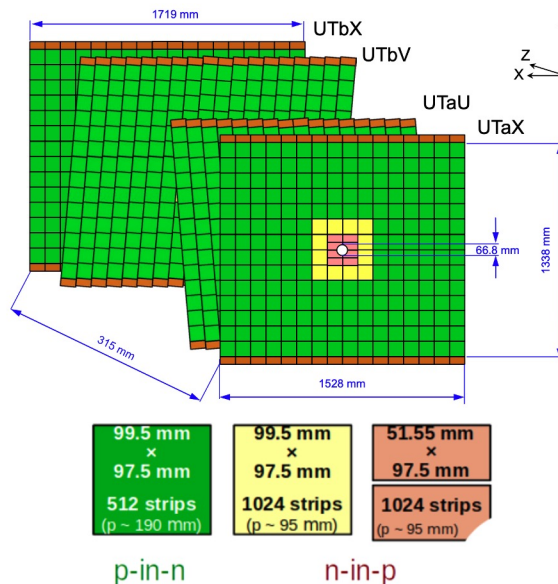 1719 mm
UTbX
UTbV
Z
X
UTaU
UTaX
66.8 mm
1338 mm
315 mm
1528 mm
99.5 mm
×
97.5 mm
512 strips
(p ~ 190 mm)
99.5 mm
×
97.5 mm
1024 strips
(p ~ 95 mm)
51.55 mm
×
97.5 mm
1024 strips
(p ~ 95 mm)
p-in-n
n-in-p